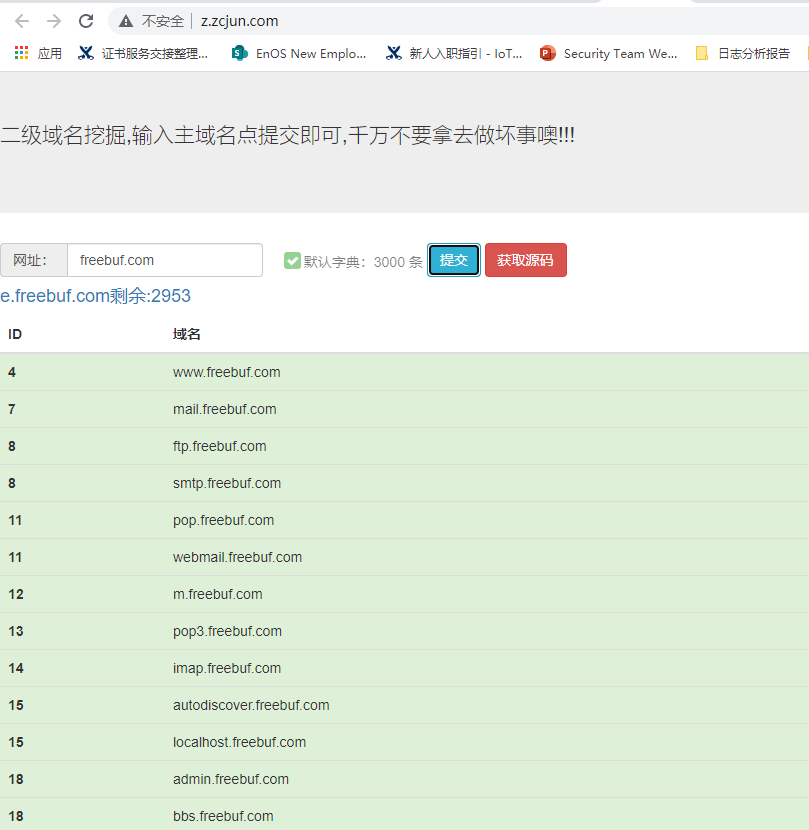 不安全 z.zcjun.com
应用 证书服务交接整理... EnOS New Emplo... 新人入职指引 - IoT... Security Team We... 日志分析报告
二级域名挖掘,输入主域名点提交即可,千万不要拿去做坏事噢!!!
网址: freebuf.com 默认字典: 3000 条 提交 获取源码
e.freebuf.com剩余:2953
ID 域名
4 www.freebuf.com
7 mail.freebuf.com
8 ftp.freebuf.com
8 smtp.freebuf.com
11 pop.freebuf.com
11 webmail.freebuf.com
12 m.freebuf.com
13 pop3.freebuf.com
14 imap.freebuf.com
15 autodiscover.freebuf.com
15 localhost.freebuf.com
18 admin.freebuf.com
18 bbs.freebuf.com